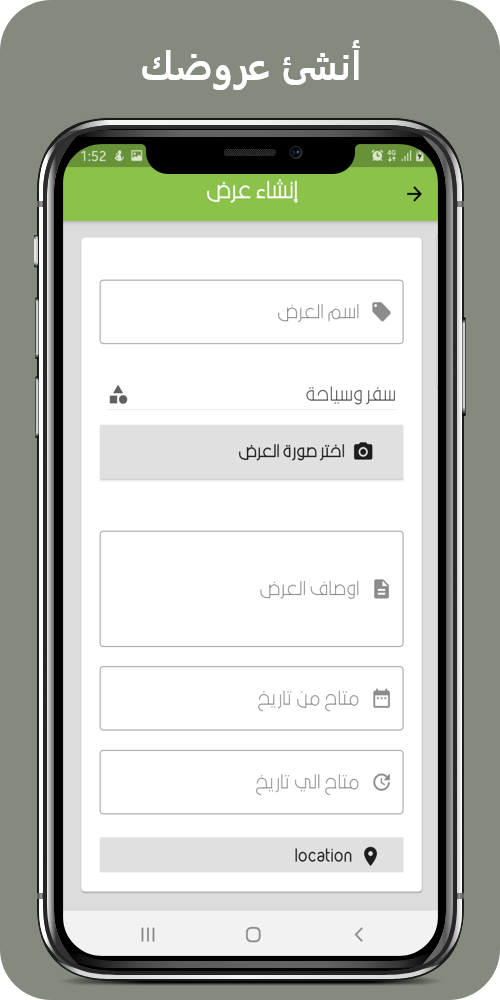 أنشئ عروضك
1:52
4G
إنشاء عرض
اسم العرض
سفر وسياحة
اختر صورة العرض
اوصاف العرض
متاح من تاريخ
متاح الي تاريخ
location